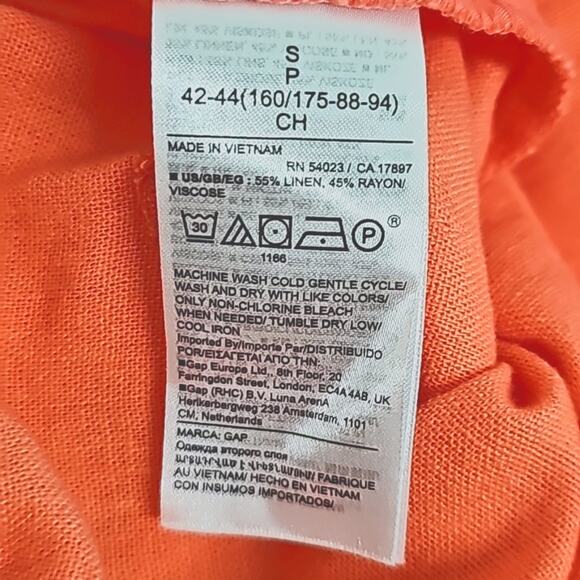 S
P
42-44(160/175-88-94)
CH
MADE IN VIETNAM
RN 54023 / CA 17897
■ US/GB/EG : 55% LINEN, 45% RAYON/
VISCOSE
30 P ®
1166
MACHINE WASH COLD GENTLE CYCLE/
WASH AND DRY WITH LIKE COLORS/
ONLY NON-CHLORINE BLEACH
WHEN NEEDED/ TUMBLE DRY LOW/
COOL IRON
Imported By/Importe Par/DISTRIBUIDO
POR/ΕΙΣΑΓΕΤΑΙ ΑΠΟ ΤΗΝ:
■Gap Europe Ltd., 8th Floor, 20
Farringdon Street, London, EC4A 4AB, UK
■Gap (RHC) B.V. Luna ArenA
Herikerbergweg 238 Amsterdam, 1101
CM, Netherlands
MARCA: GAP
Одежда второго слоя
/ FABRIQUE
AU VIETNAM/ HECHO EN VIETNAM
CON INSUMOS IMPORTADOS/